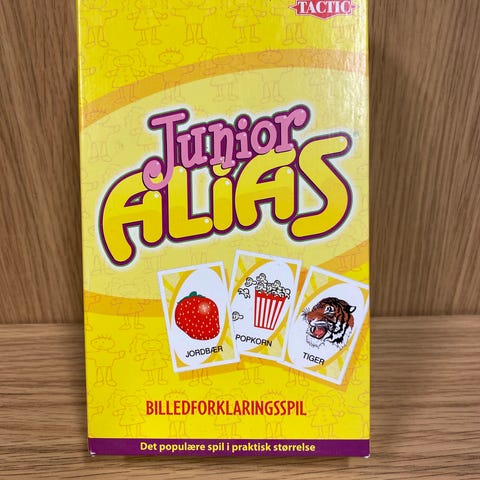 TACTIC
Junior
ALiAS
JORDBÆR
POPKORN
TIGER
BILLEDFORKLARINGSSPIL
Det populære spil i praktisk størrelse